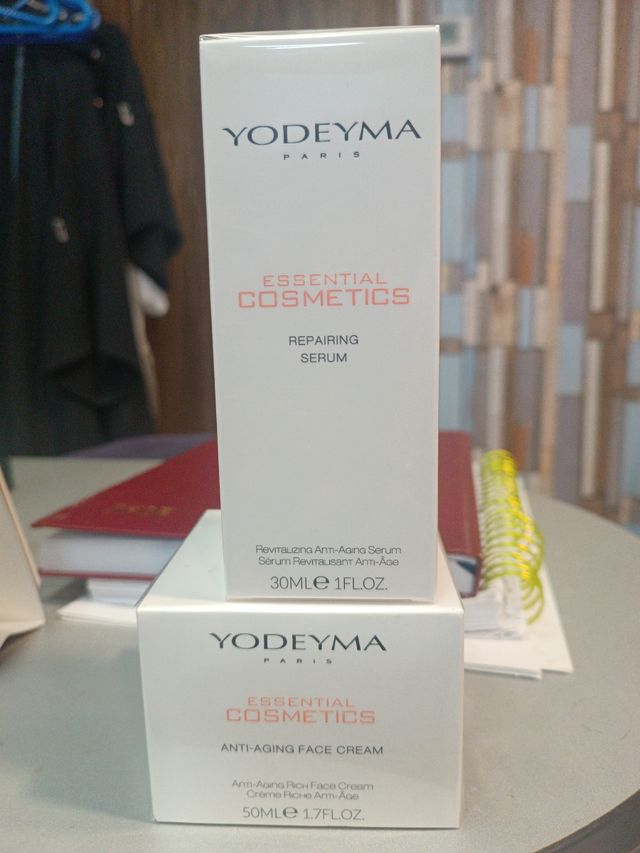 YODEYMA
PARIS
ESSENTIAL
COSMETICS
REPAIRING
SERUM
Revitalizing Anti-Aging Serum
Sérum Revitalisant Anti-Âge
30ML℮ 1FL.OZ.
YODEYMA
PARIS
ESSENTIAL
COSMETICS
ANTI-AGING FACE CREAM
Anti-Aging Rich Face Cream
Crème Riche Anti-Âge
50ML℮ 1.7FL.OZ.